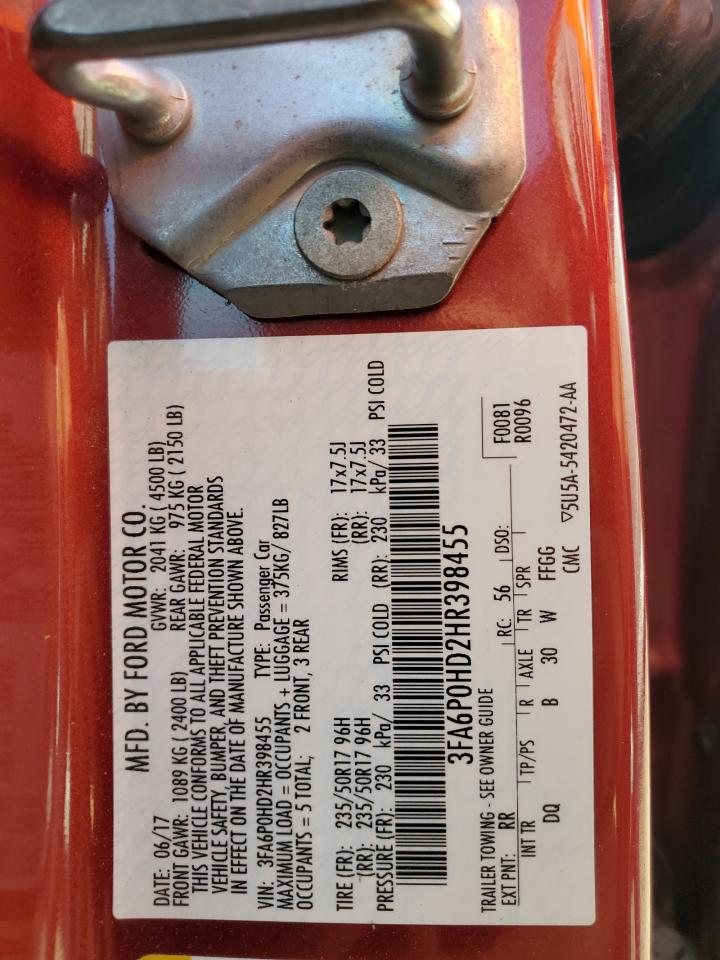 MFD. BY FORD MOTOR CO.
DATE: 06/17 GVWR: 2041 KG ( 4500 LB)
FRONT GAWR: 1089 KG ( 2400 LB) REAR GAWR: 975 KG ( 2150 LB)
THIS VEHICLE CONFORMS TO ALL APPLICABLE FEDERAL MOTOR
VEHICLE SAFETY, BUMPER, AND THEFT PREVENTION STANDARDS
IN EFFECT ON THE DATE OF MANUFACTURE SHOWN ABOVE.
VIN: 3FA6P0HD2HR398455 TYPE: Passenger Car
MAXIMUM LOAD = OCCUPANTS + LUGGAGE = 375KG/ 827LB
OCCUPANTS = 5 TOTAL; 2 FRONT, 3 REAR
TIRE (FR): 235/50R17 96H RIMS (FR): 17x7.5J
(RR): 235/50R17 96H (RR): 17x7.5J
PRESSURE (FR): 230 kPa/ 33 PSI COLD (RR): 230 kPa/ 33 PSI COLD
3FA6P0HD2HR398455
TRAILER TOWING - SEE OWNER GUIDE F0081
EXT PNT: RR RC: 56 DSO: R0096
INT TR TP/PS R AXLE TR SPR
DQ B 30 W FFGG
CMC ▽5U5A-5420472-AA